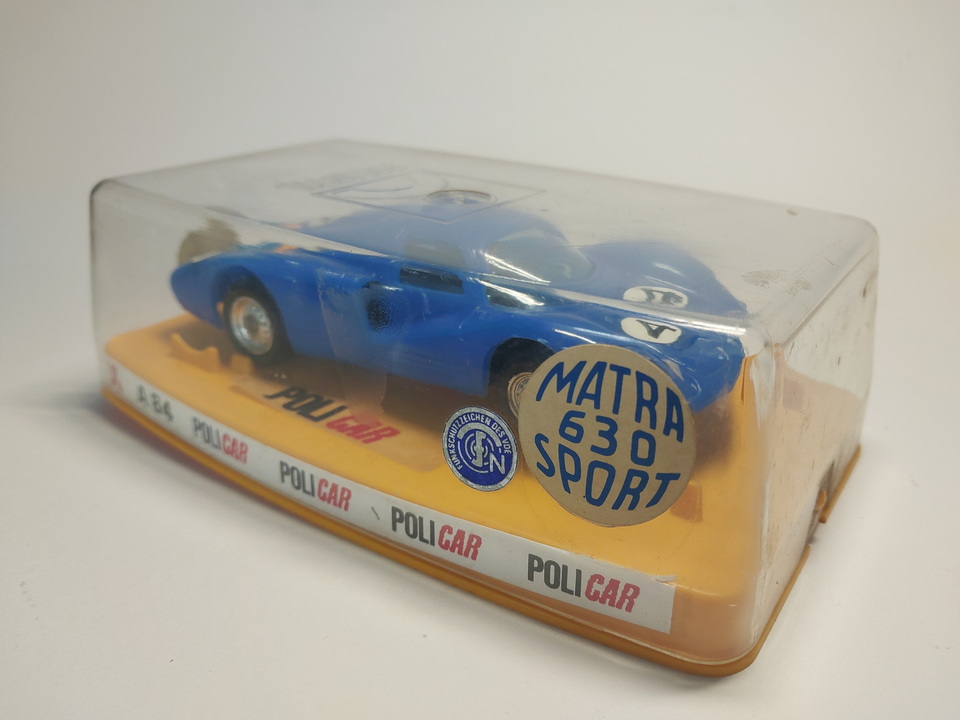 MATRA
630
SPORT
FUNKSCHUTZZEICHEN DES VDE
N
POLICAR
A 84
POLICAR
POLICAR
POLICAR
POLICAR